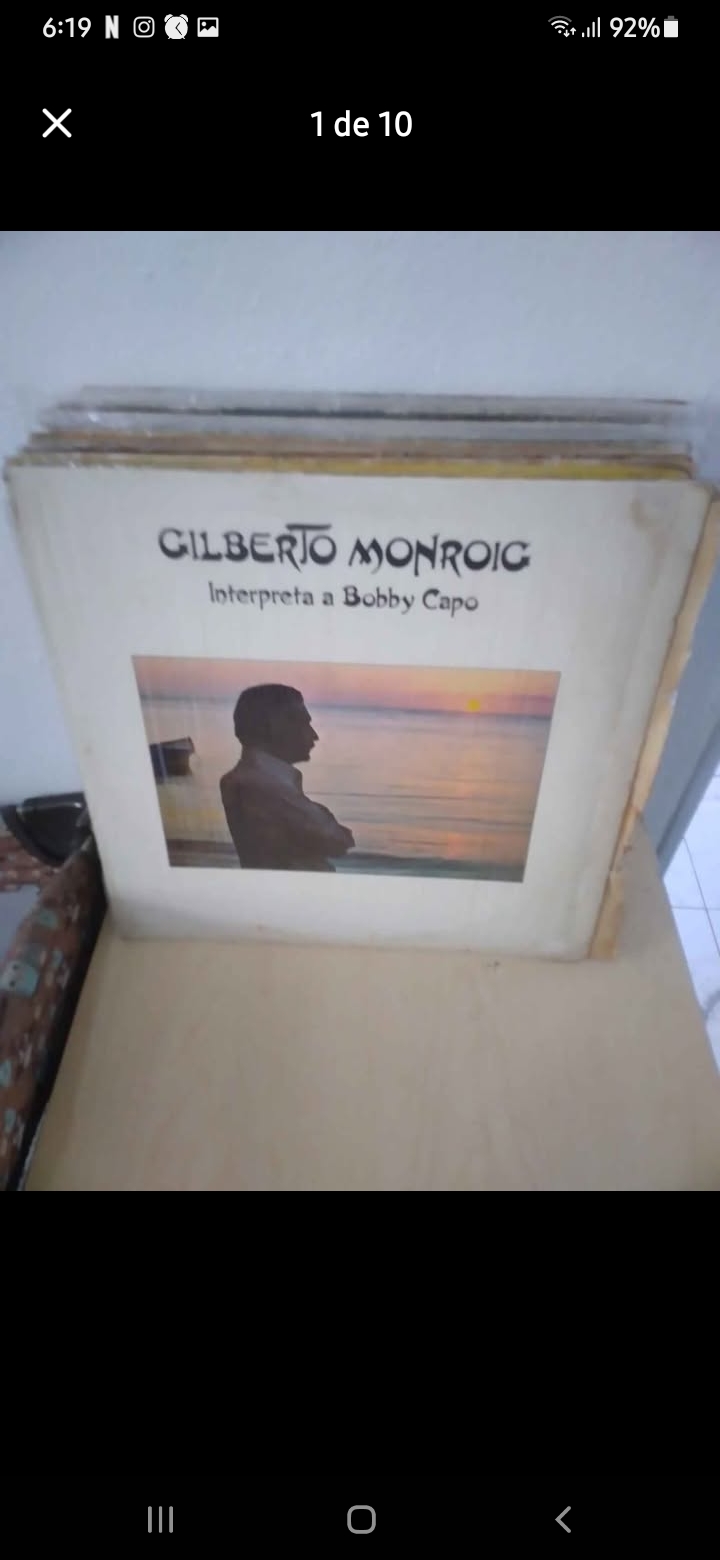 6:19
92%
1 de 10
GILBERTO MONROIG
Interpreta a Bobby Capo